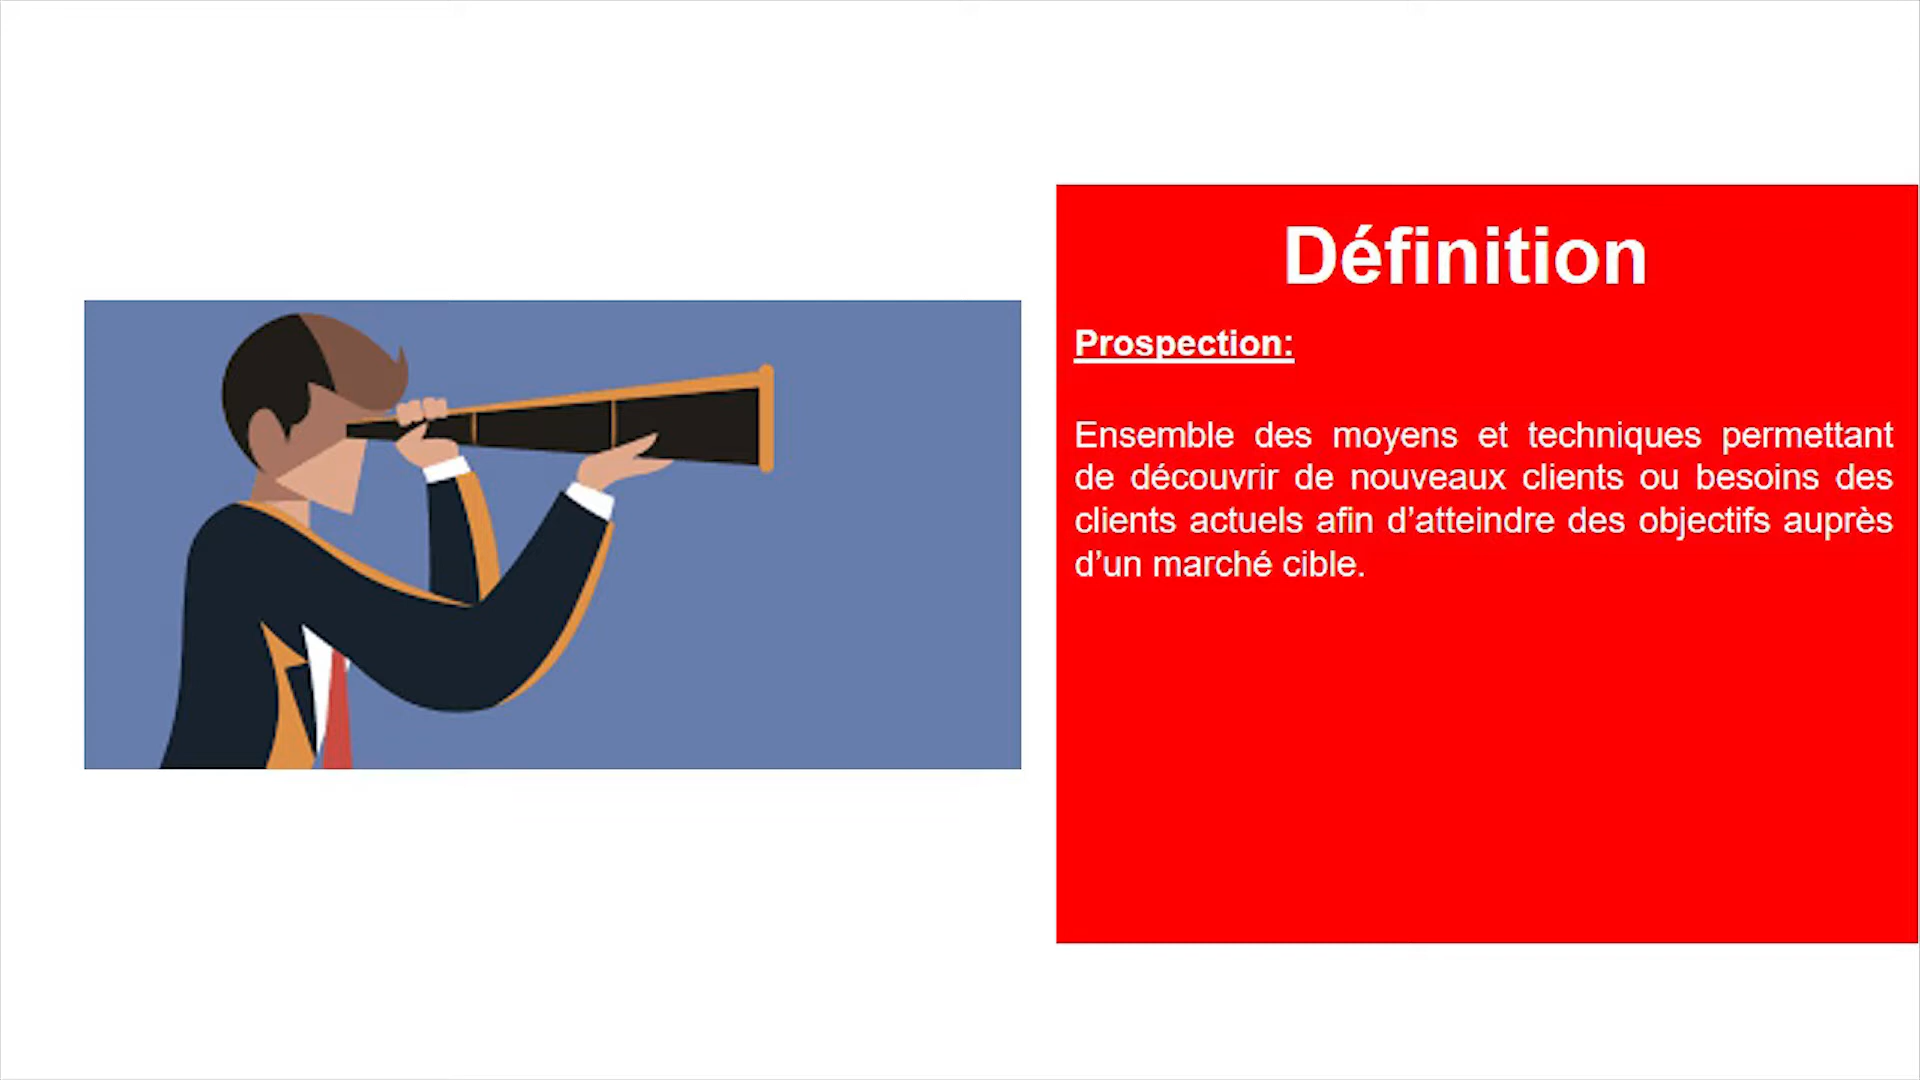 Définition
Prospection:
Ensemble des moyens et techniques permettant
de découvrir de nouveaux clients ou besoins des
clients actuels afin d’atteindre des objectifs auprès
d’un marché cible.